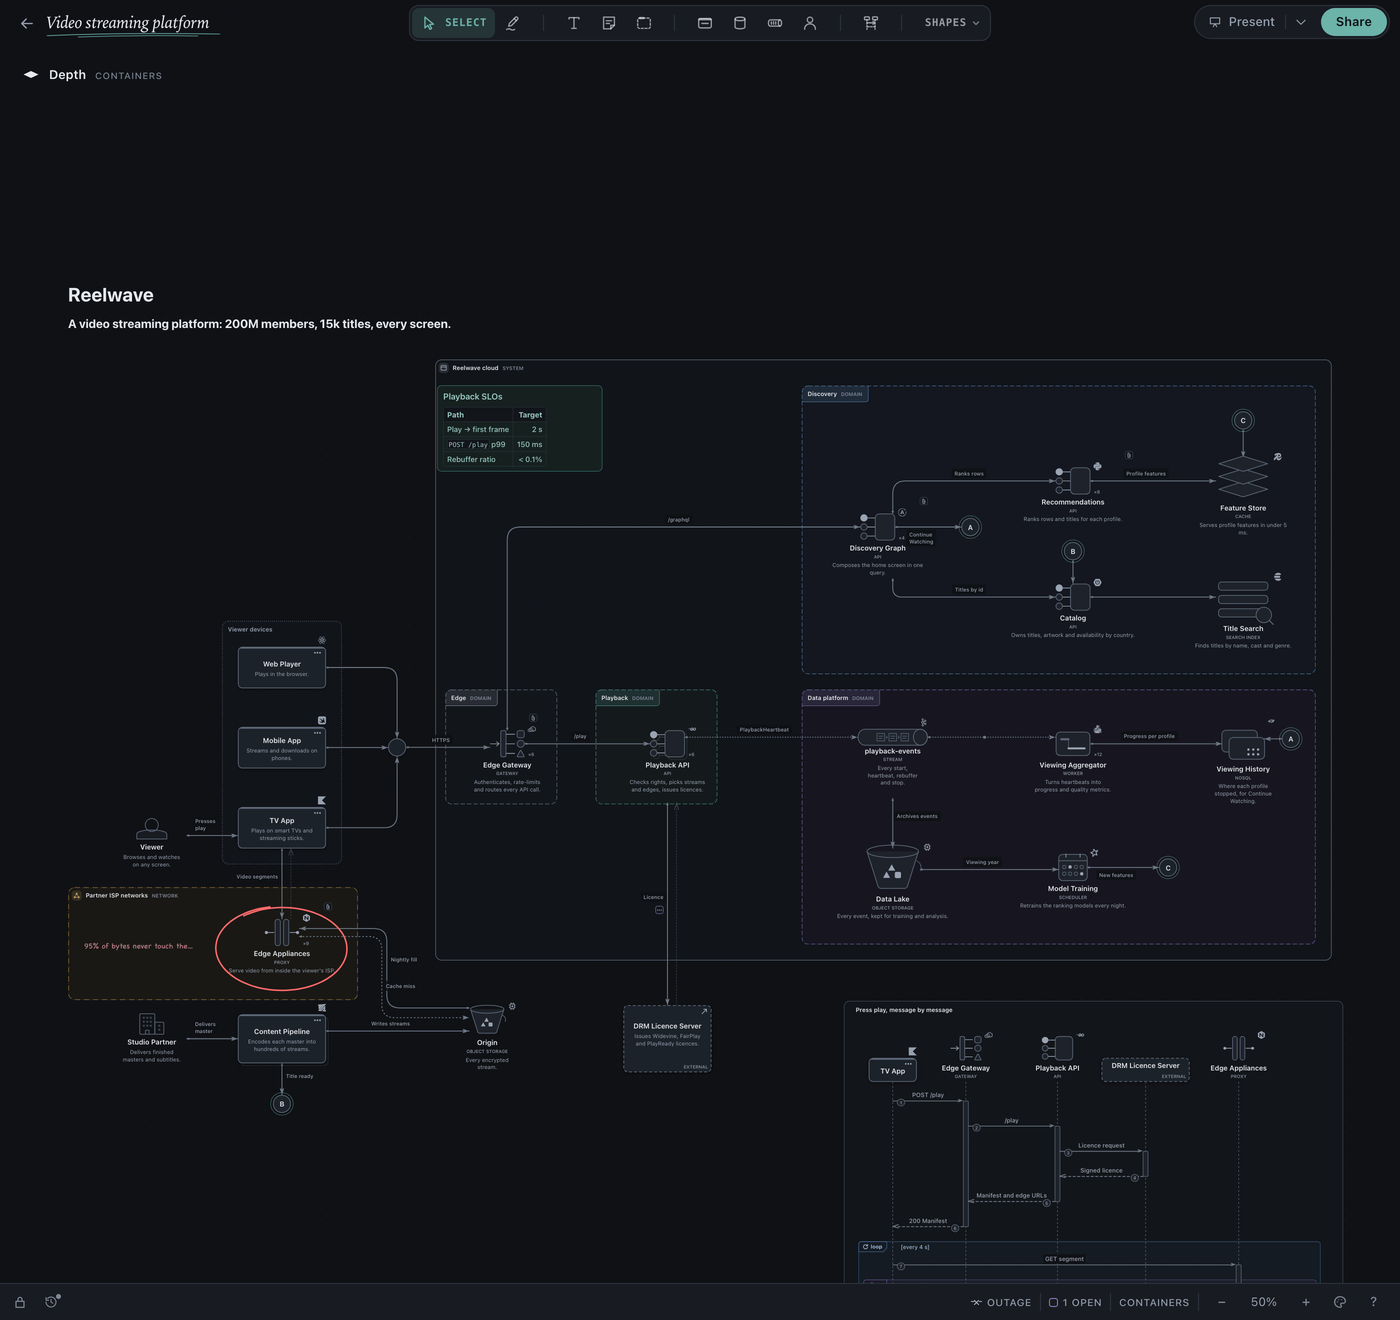 Video streaming platform
SELECT
SHAPES
Present
Share
Depth CONTAINERS
Reelwave
A video streaming platform: 200M members, 15k titles, every screen.
Reelwave cloud SYSTEM
Playback SLOs
Path Target
Play → first frame 2 s
POST /play p99 150 ms
Rebuffer ratio < 0.1%
Discovery DOMAIN
C
Ranks rows
Recommendations
API
Ranks rows and titles for each profile.
×8
Profile features
Feature Store
CACHE
Serves profile features in under 5
ms.
/graphql
A
×4
Discovery Graph
API
Composes the home screen in one
query.
Continue
Watching
A
B
Titles by id
Catalog
API
Owns titles, artwork and availability by country.
Title Search
SEARCH INDEX
Finds titles by name, cast and genre.
Viewer devices
Web Player
Plays in the browser.
Mobile App
Streams and downloads on
phones.
TV App
Plays on smart TVs and
streaming sticks.
HTTPS
Edge DOMAIN
×6
Edge Gateway
GATEWAY
Authenticates, rate-limits
and routes every API call.
/play
Playback DOMAIN
×6
Playback API
API
Checks rights, picks streams
and edges, issues licences.
PlaybackHeartbeat
Data platform DOMAIN
playback-events
STREAM
Every start,
heartbeat, rebuffer
and stop.
×12
Viewing Aggregator
WORKER
Turns heartbeats into
progress and quality metrics.
Progress per profile
Viewing History
NOSQL
Where each profile
stopped, for Continue
Watching.
A
Archives events
Data Lake
OBJECT STORAGE
Every event, kept for training and analysis.
Viewing year
Model Training
SCHEDULER
Retrains the ranking models every night.
New features
C
Viewer
Browses and watches
on any screen.
Presses
play
Video segments
Partner ISP networks NETWORK
95% of bytes never touch the…
×9
Edge Appliances
PROXY
Serve video from inside the viewer's ISP.
Nightly fill
Cache miss
Licence
Studio Partner
Delivers finished
masters and subtitles.
Delivers
master
Content Pipeline
Encodes each master into
hundreds of streams.
Writes streams
Origin
OBJECT STORAGE
Every encrypted
stream.
Title ready
B
DRM Licence Server
Issues Widevine, FairPlay
and PlayReady licences.
EXTERNAL
Press play, message by message
TV App
Edge Gateway
GATEWAY
Playback API
API
DRM Licence Server
EXTERNAL
Edge Appliances
PROXY
POST /play
1
/play
2
Licence request
3
Signed licence
4
Manifest and edge URLs
5
200 Manifest
6
loop [every 4 s]
GET segment
7
OUTAGE
1 OPEN
CONTAINERS
− 50% + ?